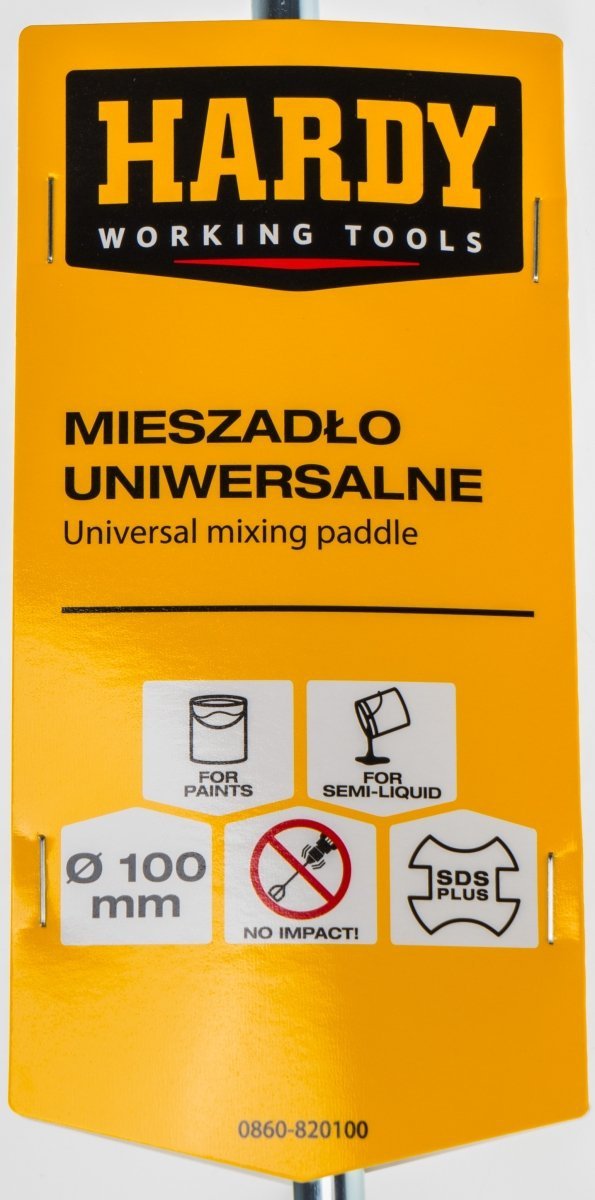 HARDY
WORKING TOOLS
MIESZADŁO
UNIWERSALNE
Universal mixing paddle
FOR
PAINTS
FOR
SEMI-LIQUID
Ø 100
mm
NO IMPACT!
SDS
PLUS
0860-820100